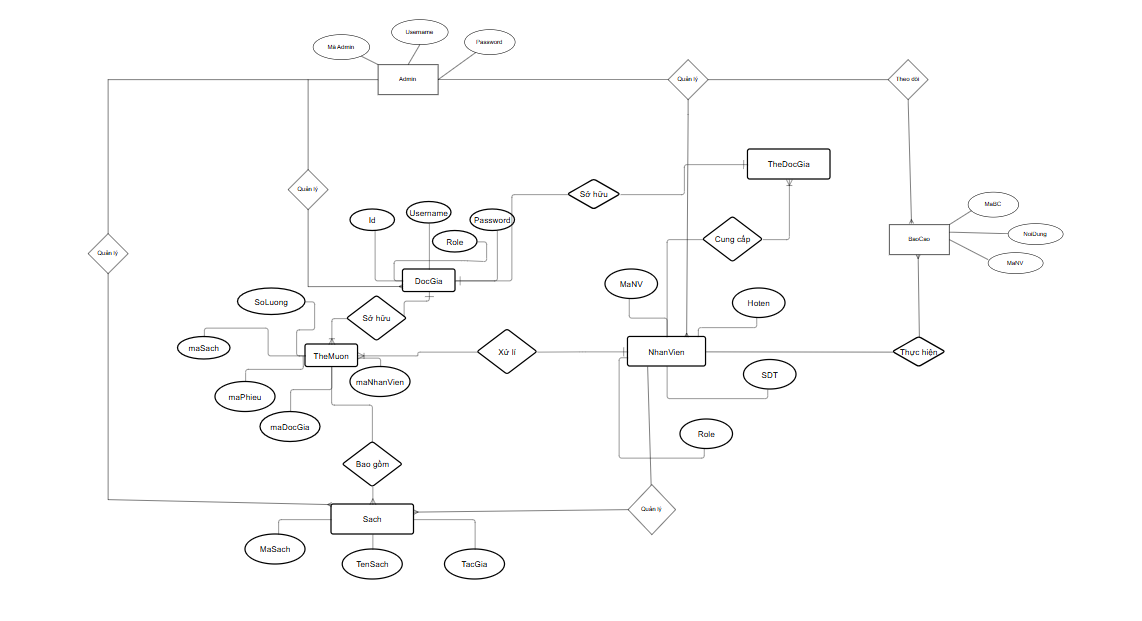 Username
Mã Admin
Password
Admin
Quản lý
Theo dõi
TheDocGia
Quản lý
Sở hữu
Id
Username
Password
Role
Cung cấp
MaBC
NoiDung
BaoCao
MaNV
Quản lý
DocGia
MaNV
Hoten
SoLuong
Sở hữu
maSach
TheMuon
Xử lí
NhanVien
Thực hiện
maNhanVien
SDT
maPhieu
maDocGia
Role
Bao gồm
Quản lý
Sach
MaSach
TenSach
TacGia